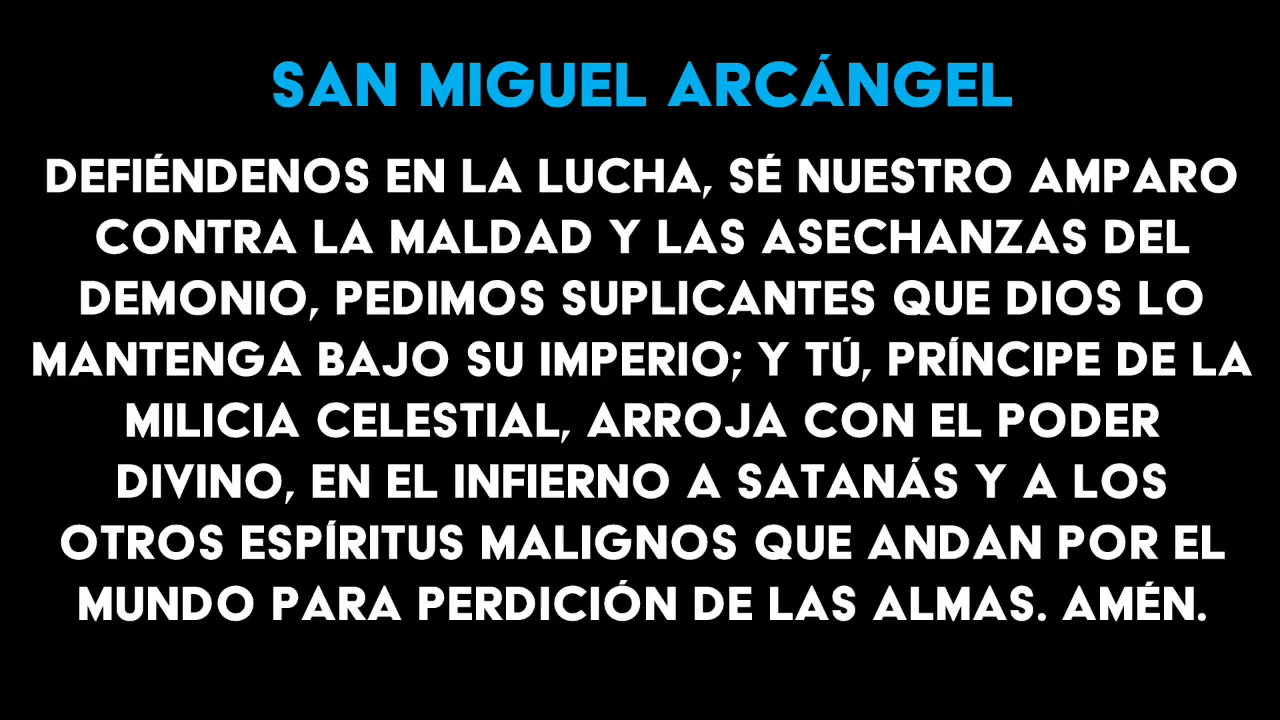 SAN MIGUEL ARCÁNGEL
DEFIÉNDENOS EN LA LUCHA, SÉ NUESTRO AMPARO
CONTRA LA MALDAD Y LAS ASECHANZAS DEL
DEMONIO, PEDIMOS SUPLICANTES QUE DIOS LO
MANTENGA BAJO SU IMPERIO; Y TÚ, PRÍNCIPE DE LA
MILICIA CELESTIAL, ARROJA CON EL PODER
DIVINO, EN EL INFIERNO A SATANÁS Y A LOS
OTROS ESPÍRITUS MALIGNOS QUE ANDAN POR EL
MUNDO PARA PERDICIÓN DE LAS ALMAS. AMÉN.